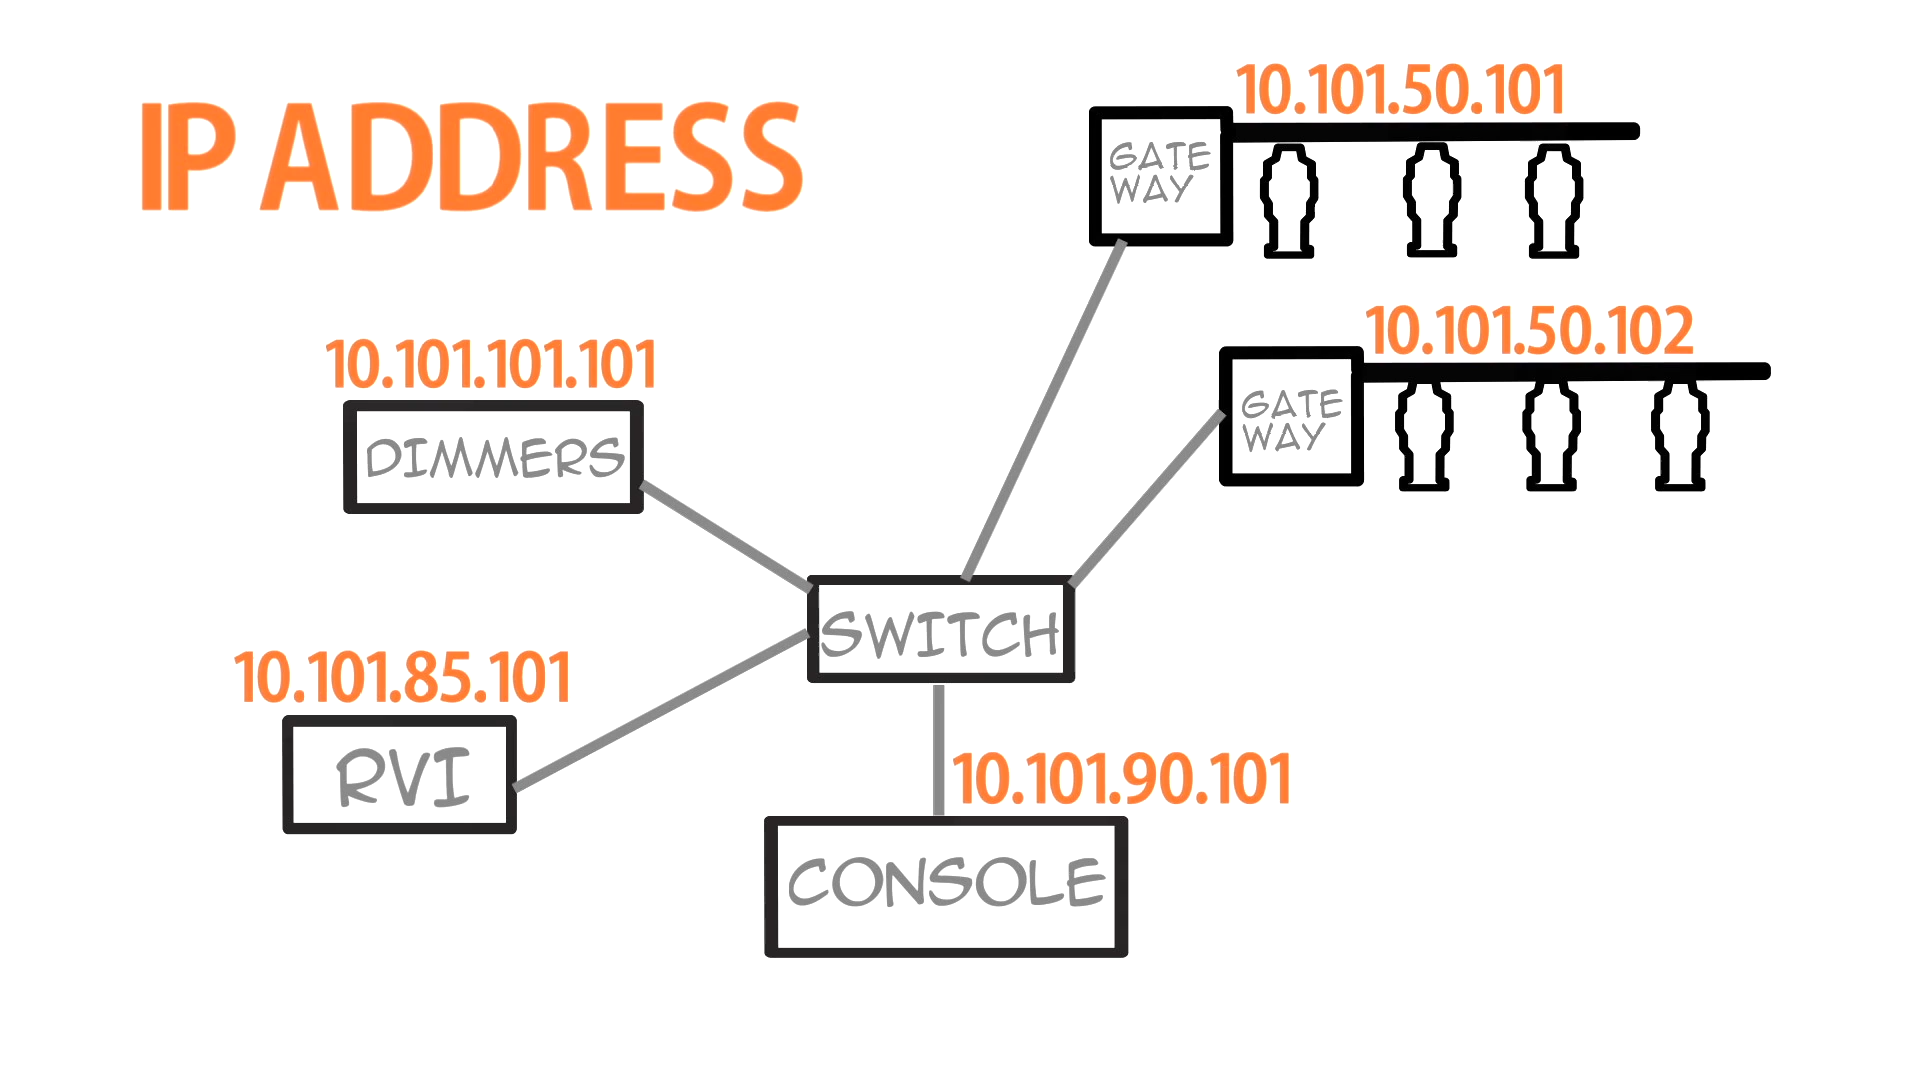 IP ADDRESS
10.101.50.101
GATE
WAY
10.101.50.102
GATE
WAY
10.101.101.101
DIMMERS
SWITCH
10.101.85.101
RVI
10.101.90.101
CONSOLE